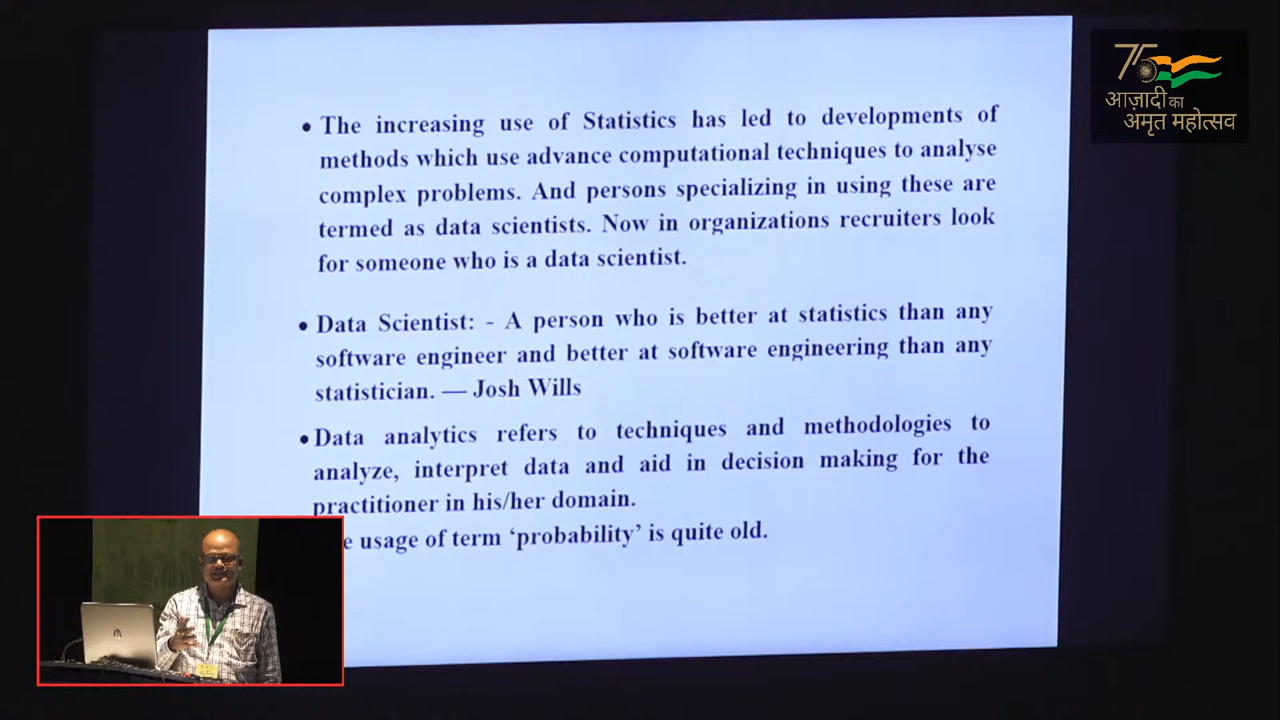 • The increasing use of Statistics has led to developments of
methods which use advance computational techniques to analyse
complex problems. And persons specializing in using these are
termed as data scientists. Now in organizations recruiters look
for someone who is a data scientist.
• Data Scientist: - A person who is better at statistics than any
software engineer and better at software engineering than any
statistician. — Josh Wills
• Data analytics refers to techniques and methodologies to
analyze, interpret data and aid in decision making for the
practitioner in his/her domain.
usage of term ‘probability’ is quite old.
75
आज़ादी का
अमृत महोत्सव